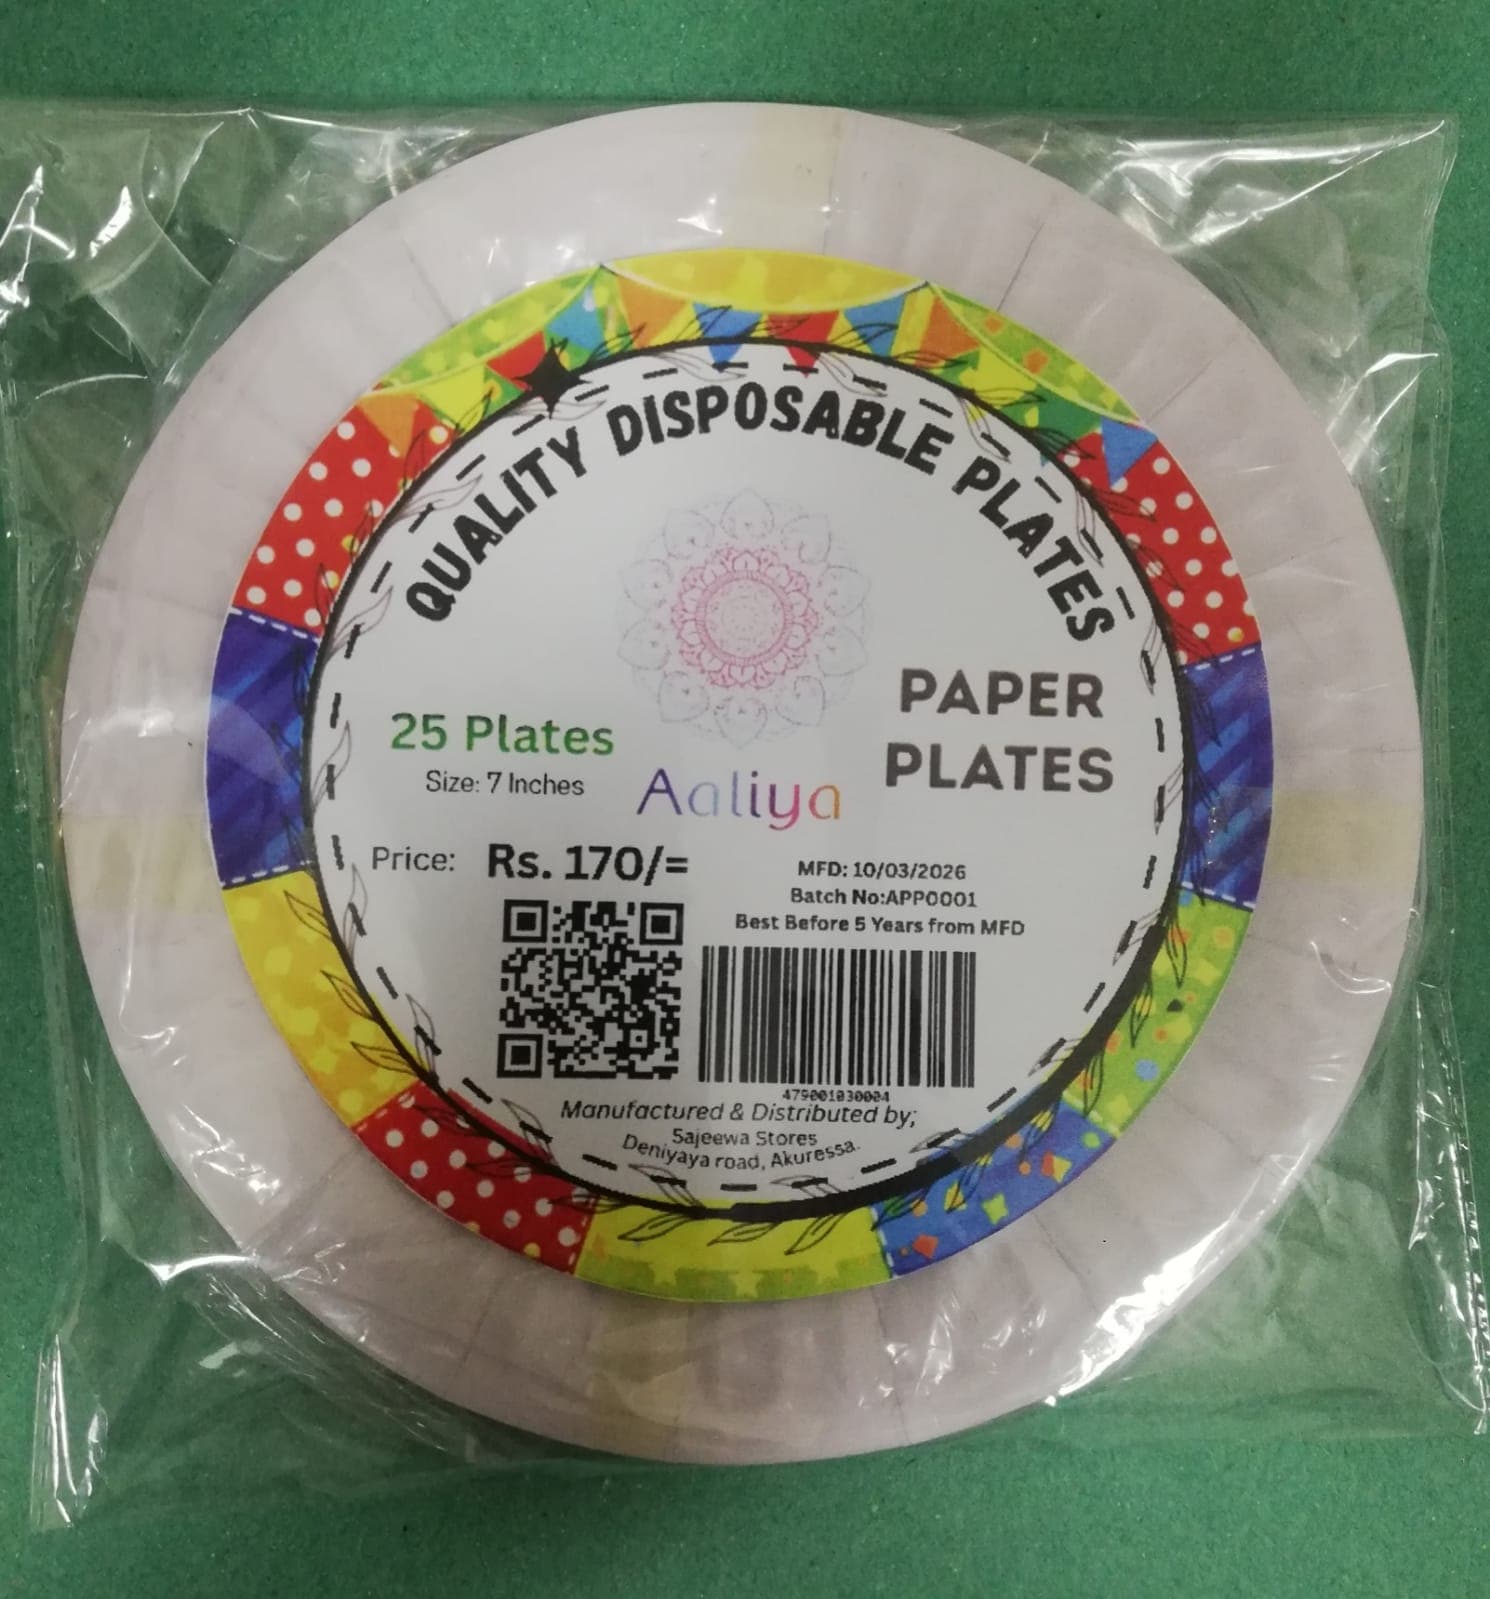 QUALITY DISPOSABLE PLATES
PAPER
PLATES
25 Plates
Size: 7 Inches
Aaliya
Price: Rs. 170/=
MFD: 10/03/2026
Batch No:APP0001
Best Before 5 Years from MFD
479001030004
Manufactured & Distributed by;
Sajeewa Stores
Deniyaya road, Akuressa.